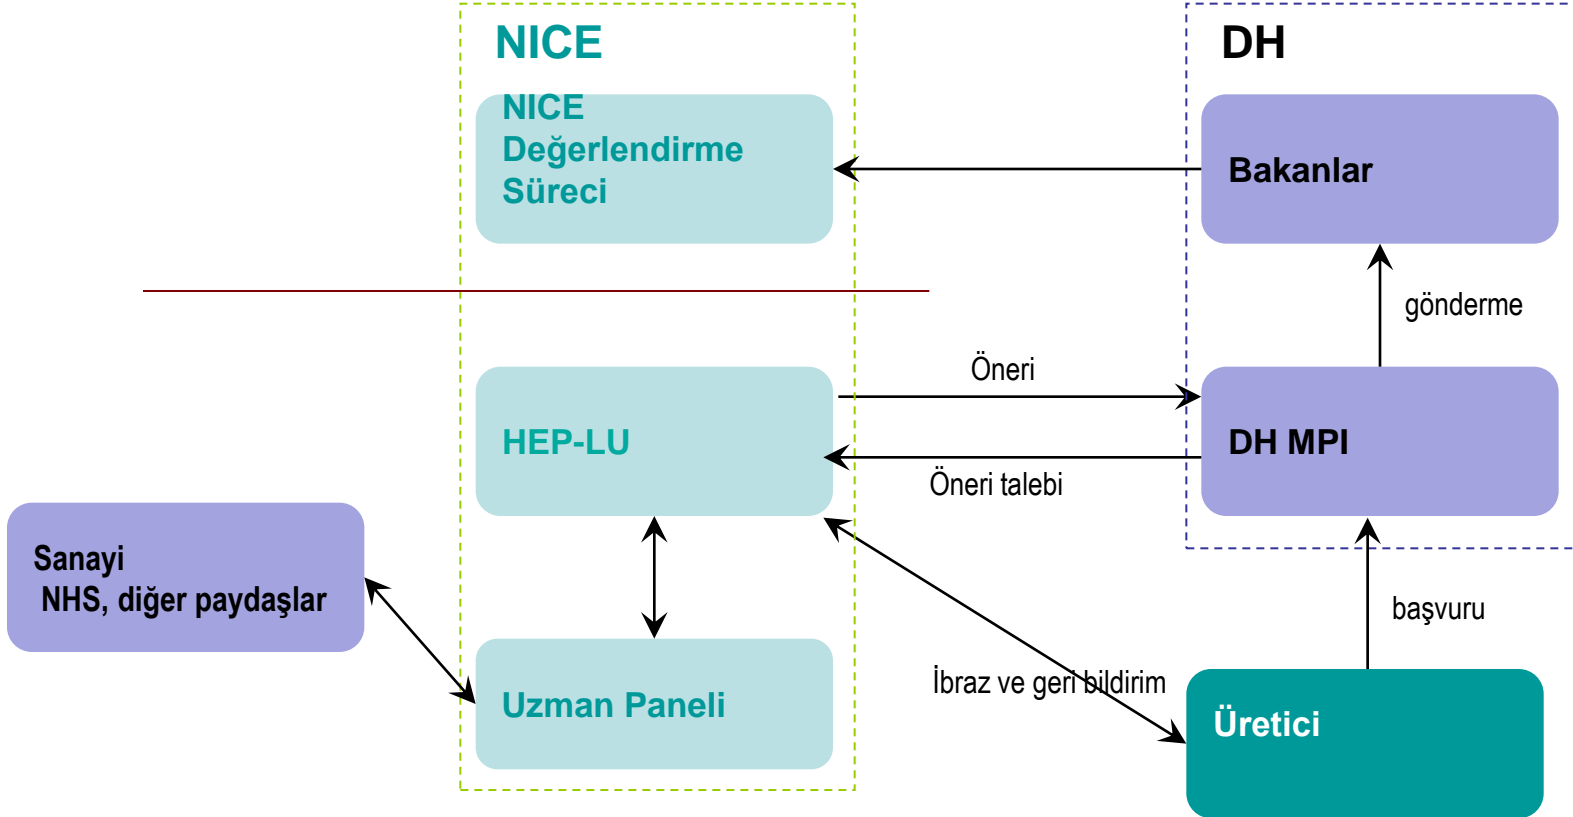 NICE
DH
NICE
Değerlendirme
Süreci
Bakanlar
gönderme
Öneri
HEP-LU
DH MPI
Öneri talebi
Sanayi
NHS, diğer paydaşlar
başvuru
İbraz ve geri bildirim
Uzman Paneli
Üretici